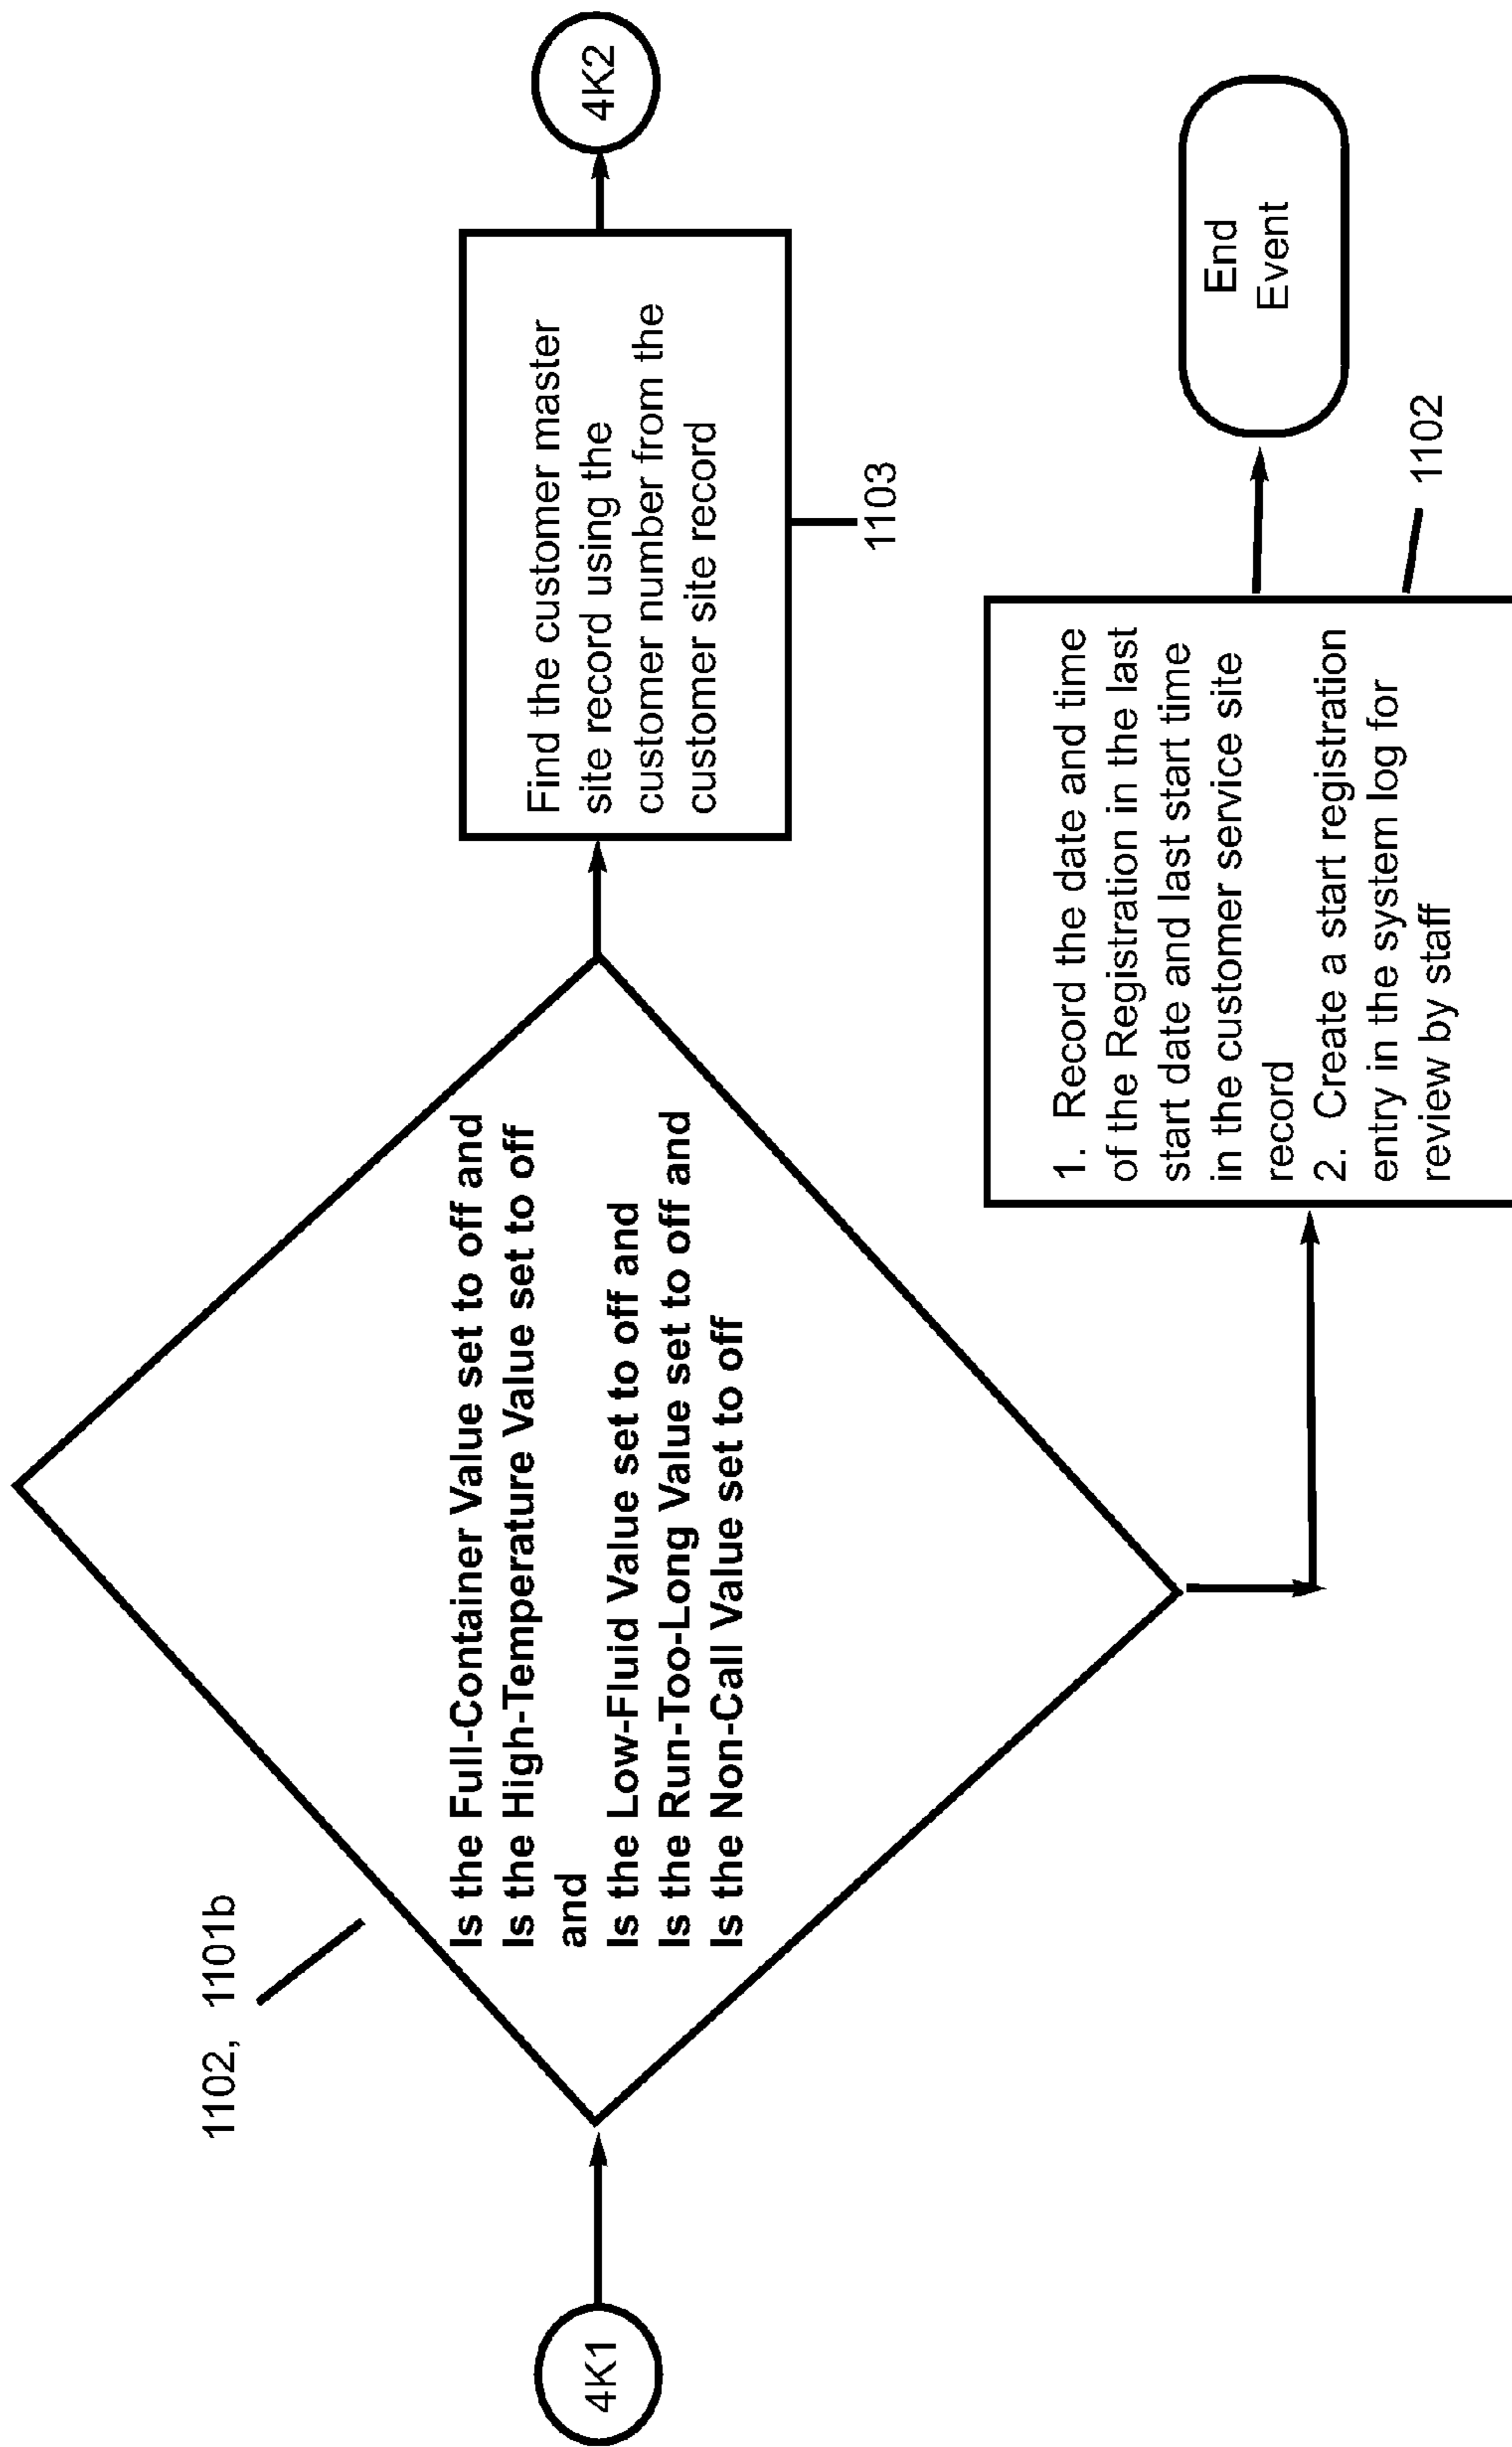 1102, 1101b
4K1
Is the Full-Container Value set to off and
Is the High-Temperature Value set to off
and
Is the Low-Fluid Value set to off and
Is the Run-Too-Long Value set to off and
Is the Non-Call Value set to off
Find the customer master
site record using the
customer number from the
customer site record
1103
4K2
1. Record the date and time
of the Registration in the last
start date and last start time
in the customer service site
record
2. Create a start registration
entry in the system log for
review by staff
1102
End
Event